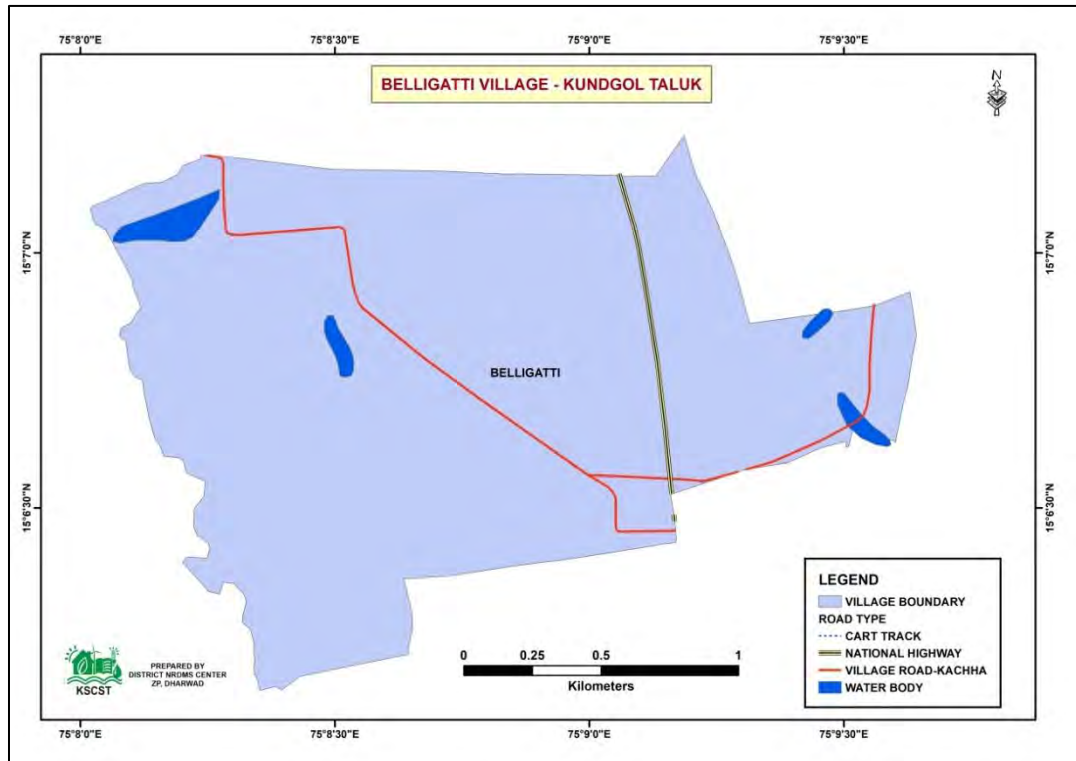 75°8'0"E 75°8'30"E 75°9'0"E 75°9'30"E
BELLIGATTI VILLAGE - KUNDGOL TALUK
N
15°7'0"N 15°7'0"N
BELLIGATTI
15°6'30"N 15°6'30"N
LEGEND
VILLAGE BOUNDARY
ROAD TYPE
CART TRACK
NATIONAL HIGHWAY
VILLAGE ROAD-KACHHA
WATER BODY
KSCST
PREPARED BY
DISTRICT NRDMS CENTER
ZP, DHARWAD
0 0.25 0.5 1
Kilometers
75°8'0"E 75°8'30"E 75°9'0"E 75°9'30"E